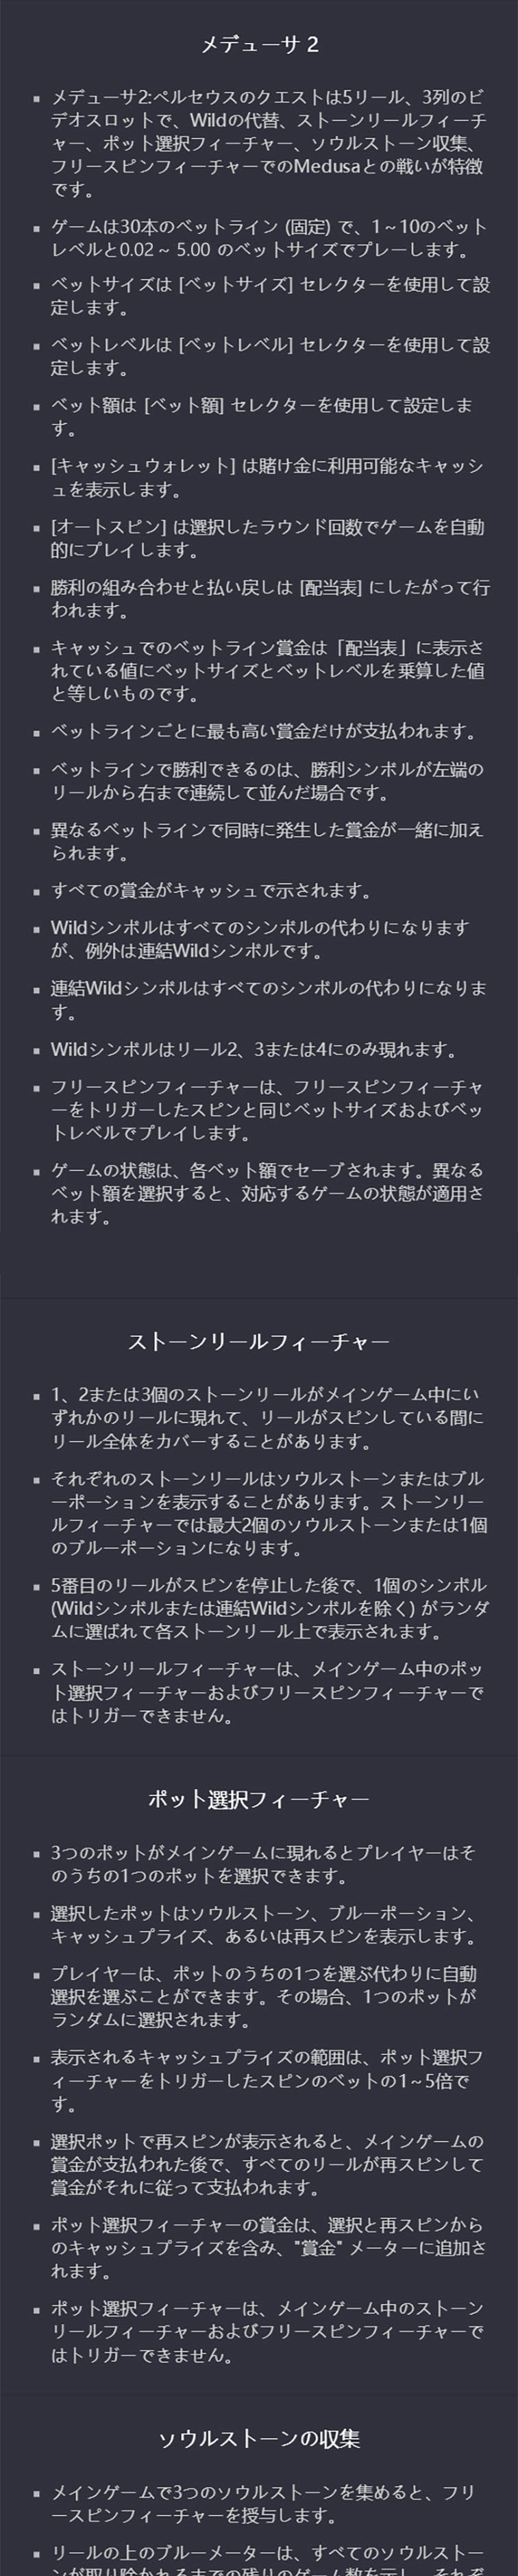 メデューサ 2
▪ メデューサ2:ペルセウスのクエストは5リール、3列のビ
デオスロットで、Wildの代替、ストーンリールフィーチ
ャー、ポット選択フィーチャー、ソウルストーン収集、
フリースピンフィーチャーでのMedusaとの戦いが特徴
です。
▪ ゲームは30本のベットライン (固定) で、1～10のベット
レベルと0.02～ 5.00 のベットサイズでプレーします。
▪ ベットサイズは [ベットサイズ] セレクターを使用して設
定します。
▪ ベットレベルは [ベットレベル] セレクターを使用して設
定します。
▪ ベット額は [ベット額] セレクターを使用して設定しま
す。
▪ [キャッシュウォレット] は賭け金に利用可能なキャッシ
ュを表示します。
▪ [オートスピン] は選択したラウンド回数でゲームを自動
的にプレイします。
▪ 勝利の組み合わせと払い戻しは [配当表] にしたがって行
われます。
▪ キャッシュでのベットライン賞金は「配当表」に表示さ
れている値にベットサイズとベットレベルを乗算した値
と等しいものです。
▪ ベットラインごとに最も高い賞金だけが支払われます。
▪ ベットラインで勝利できるのは、勝利シンボルが左端の
リールから右まで連続して並んだ場合です。
▪ 異なるベットラインで同時に発生した賞金が一緒に加え
られます。
▪ すべての賞金がキャッシュで示されます。
▪ Wildシンボルはすべてのシンボルの代わりになります
が、例外は連結Wildシンボルです。
▪ 連結Wildシンボルはすべてのシンボルの代わりになりま
す。
▪ Wildシンボルはリール2、3または4にのみ現れます。
▪ フリースピンフィーチャーは、フリースピンフィーチャ
ーをトリガーしたスピンと同じベットサイズおよびベッ
トレベルでプレイします。
▪ ゲームの状態は、各ベット額でセーブされます。異なる
ベット額を選択すると、対応するゲームの状態が適用さ
れます。
ストーンリールフィーチャー
▪ 1、2または3個のストーンリールがメインゲーム中にい
ずれかのリールに現れて、リールがスピンしている間に
リール全体をカバーすることがあります。
▪ それぞれのストーンリールはソウルストーンまたはブル
ーポーションを表示することがあります。ストーンリー
ルフィーチャーでは最大2個のソウルストーンまたは1個
のブルーポーションになります。
▪ 5番目のリールがスピンを停止した後で、1個のシンボル
(Wildシンボルまたは連結Wildシンボルを除く) がランダ
ムに選ばれて各ストーンリール上で表示されます。
▪ ストーンリールフィーチャーは、メインゲーム中のポッ
ト選択フィーチャーおよびフリースピンフィーチャーで
はトリガーできません。
ポット選択フィーチャー
▪ 3つのポットがメインゲームに現れるとプレイヤーはそ
のうちの1つのポットを選択できます。
▪ 選択したポットはソウルストーン、ブルーポーション、
キャッシュプライズ、あるいは再スピンを表示します。
▪ プレイヤーは、ポットのうちの1つを選ぶ代わりに自動
選択を選ぶことができます。その場合、1つのポットが
ランダムに選択されます。
▪ 表示されるキャッシュプライズの範囲は、ポット選択フ
ィーチャーをトリガーしたスピンのベットの1～5倍で
す。
▪ 選択ポットで再スピンが表示されると、メインゲームの
賞金が支払われた後で、すべてのリールが再スピンして
賞金がそれに従って支払われます。
▪ ポット選択フィーチャーの賞金は、選択と再スピンから
のキャッシュプライズを含み、"賞金" メーターに追加さ
れます。
▪ ポット選択フィーチャーは、メインゲーム中のストーン
リールフィーチャーおよびフリースピンフィーチャーで
はトリガーできません。
ソウルストーンの収集
▪ メインゲームで3つのソウルストーンを集めると、フリ
ースピンフィーチャーを授与します。
▪ リールの上のブルーメーターは、すべてのソウルストー
ンが取り除かれるまでの残りのゲーム数を示し、それぞ